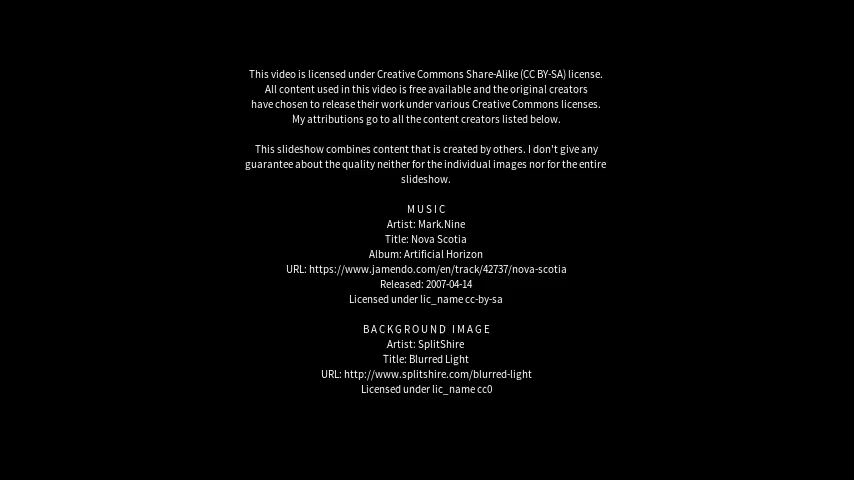 This video is licensed under Creative Commons Share-Alike (CC BY-SA) license.
All content used in this video is free available and the original creators
have chosen to release their work under various Creative Commons licenses.
My attributions go to all the content creators listed below.
This slideshow combines content that is created by others. I don't give any
guarantee about the quality neither for the individual images nor for the entire
slideshow.
MUSIC
Artist: Mark.Nine
Title: Nova Scotia
Album: Artificial Horizon
URL: https://www.jamendo.com/en/track/42737/nova-scotia
Released: 2007-04-14
Licensed under lic_name cc-by-sa
BACKGROUND IMAGE
Artist: SplitShire
Title: Blurred Light
URL: http://www.splitshire.com/blurred-light
Licensed under lic_name cc0